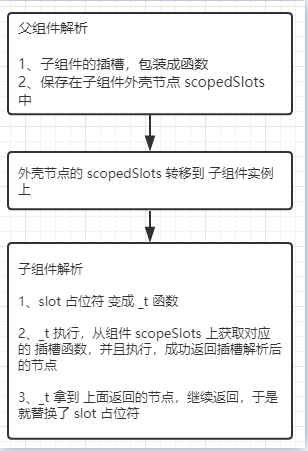 父组件解析
1、子组件的插槽，包装成函数
2、保存在子组件外壳节点 scopedSlots
中
外壳节点的 scopedSlots 转移到 子组件实例
上
子组件解析
1、slot 占位符 变成 _t 函数
2、_t 执行，从组件 scopeSlots 上获取对应
的 插槽函数，并且执行，成功返回插槽解析后
的节点
3、_t 拿到 上面返回的节点，继续返回，于是
就替换了 slot 占位符